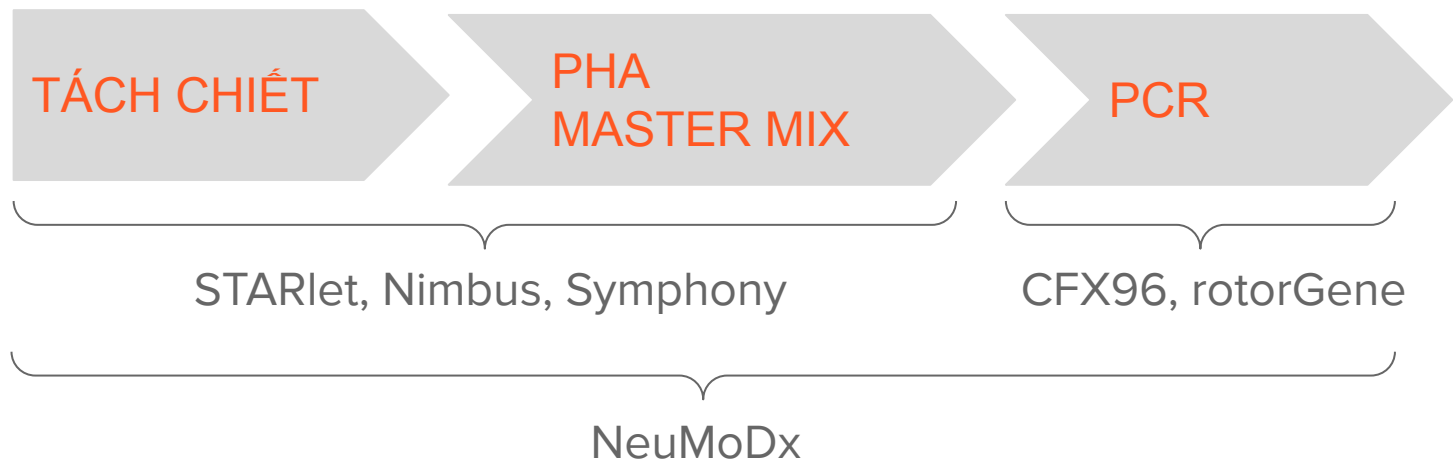 TÁCH CHIẾT
PHA
MASTER MIX
PCR
STARlet, Nimbus, Symphony
CFX96, rotorGene
NeuMoDx